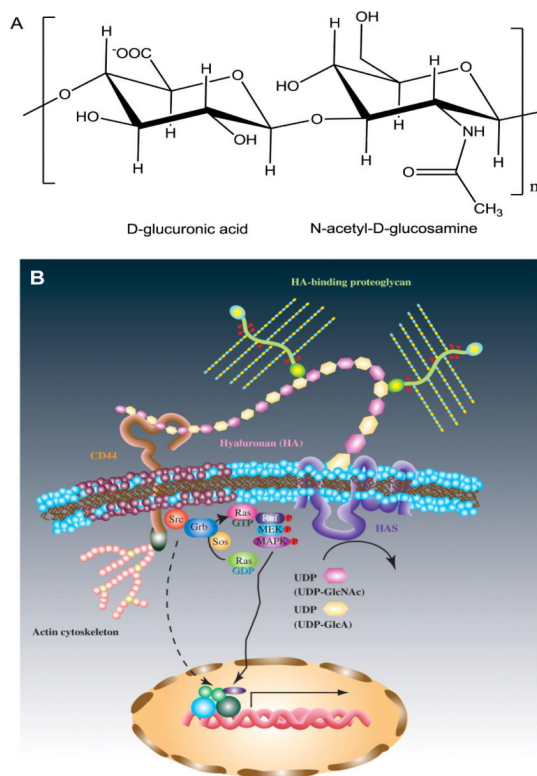 A
H
H
OH
⁻OOC
H
H
O
HO
O
O
HO
H
HO
H
OH
H
O
H
NH
H
O
CH₃
n
D-glucuronic acid
N-acetyl-D-glucosamine
B
HA-binding proteoglycan
Hyaluronan (HA)
CD44
HAS
Src
Grb
Sos
Ras
GTP
Ras
GDP
Raf P
MEK P
MAPK P
UDP
(UDP-GlcNAc)
UDP
(UDP-GlcA)
Actin cytoskeleton